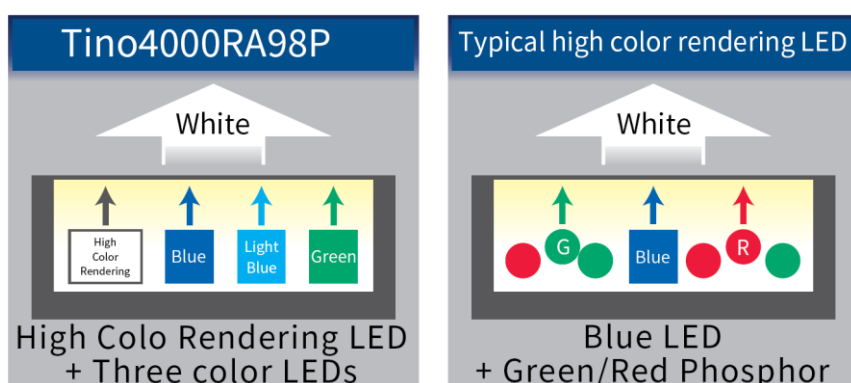 Tino4000RA98P
White
High
Color
Rendering
Blue
Light
Blue
Green
High Colo Rendering LED
+ Three color LEDs
Typical high color rendering LED
White
G
Blue
R
Blue LED
+ Green/Red Phosphor